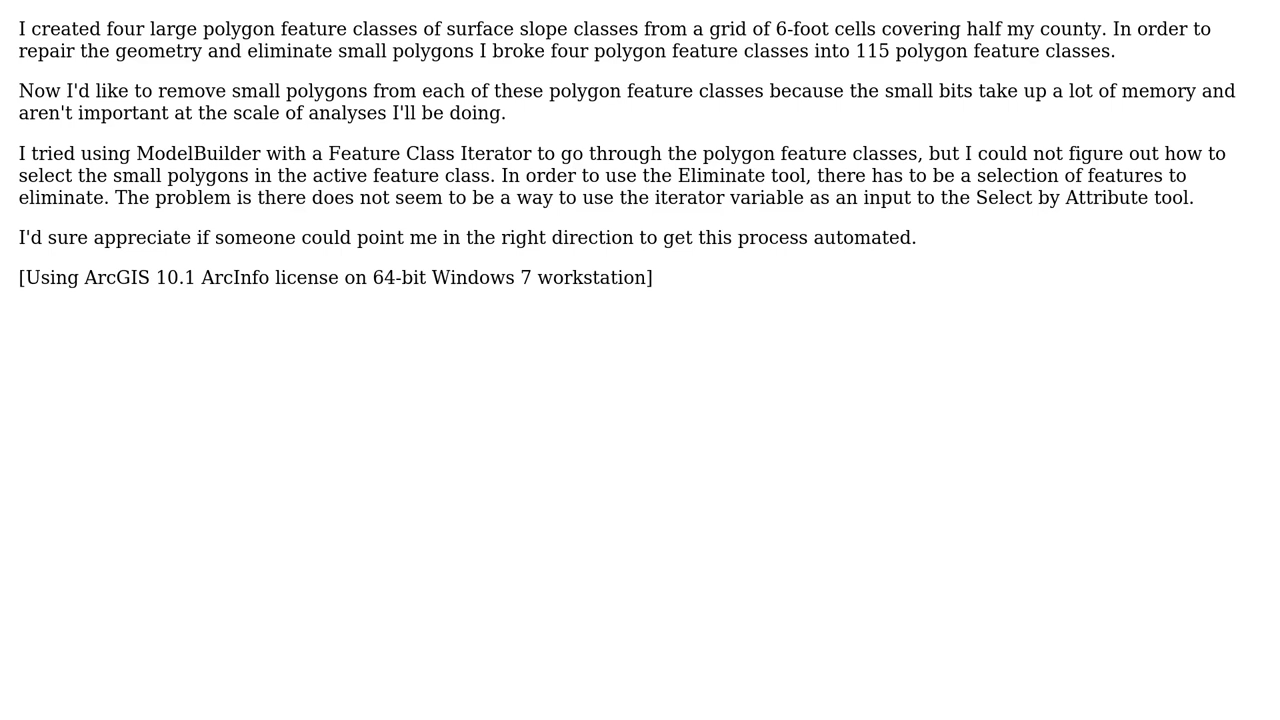 I created four large polygon feature classes of surface slope classes from a grid of 6-foot cells covering half my county. In order to
repair the geometry and eliminate small polygons I broke four polygon feature classes into 115 polygon feature classes.
Now I'd like to remove small polygons from each of these polygon feature classes because the small bits take up a lot of memory and
aren't important at the scale of analyses I'll be doing.
I tried using ModelBuilder with a Feature Class Iterator to go through the polygon feature classes, but I could not figure out how to
select the small polygons in the active feature class. In order to use the Eliminate tool, there has to be a selection of features to
eliminate. The problem is there does not seem to be a way to use the iterator variable as an input to the Select by Attribute tool.
I'd sure appreciate if someone could point me in the right direction to get this process automated.
[Using ArcGIS 10.1 ArcInfo license on 64-bit Windows 7 workstation]